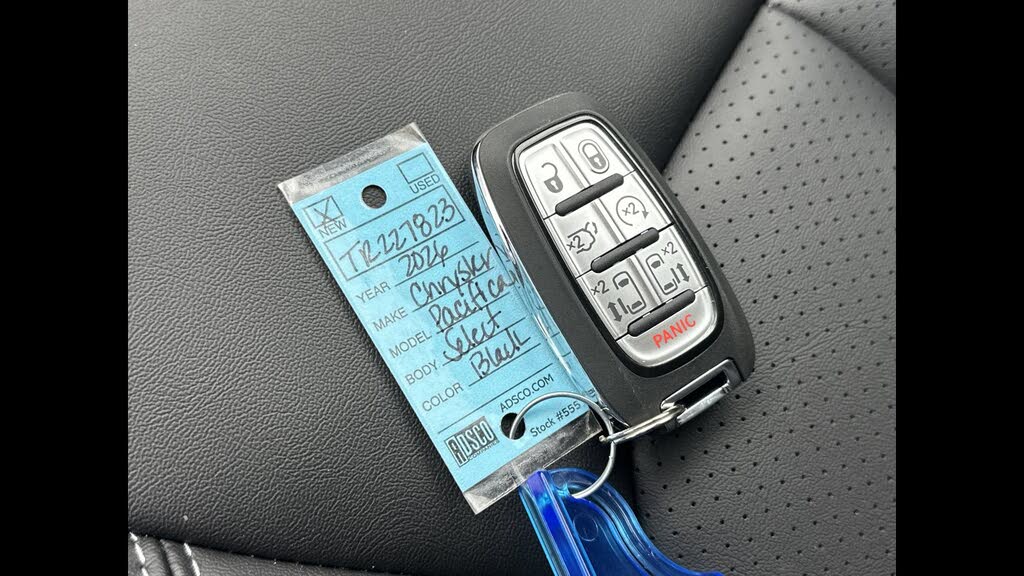 USED
X NEW
TR227823
YEAR 2026
MAKE Chrysler
MODEL Pacifica
BODY Select
COLOR Black
ADSCO ADSCO.COM
Stock #555
x2
x2
x2 x2
PANIC